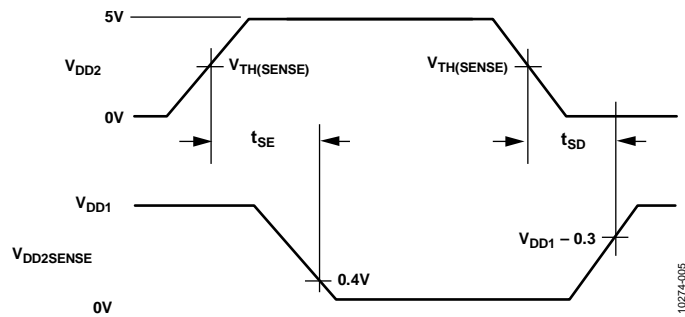 5V
VDD2
VTH(SENSE)
VTH(SENSE)
0V
tSE
tSD
VDD1
VDD1 – 0.3
VDD2SENSE
0.4V
0V
10274-005